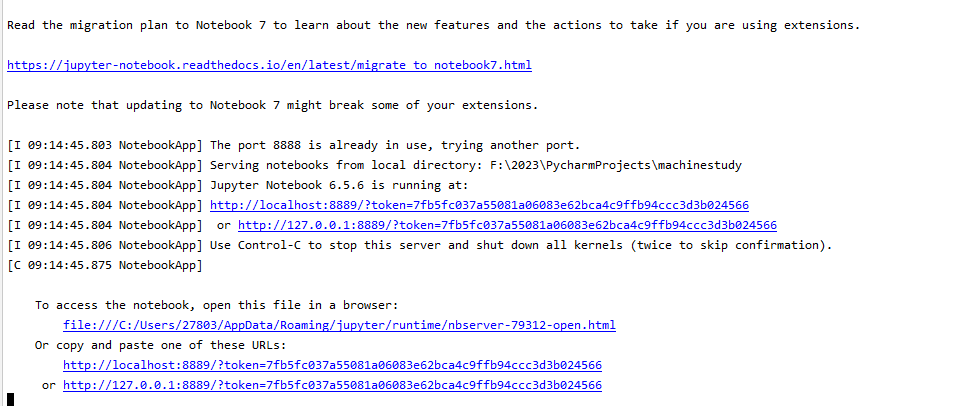 Read the migration plan to Notebook 7 to learn about the new features and the actions to take if you are using extensions.
https://jupyter-notebook.readthedocs.io/en/latest/migrate_to_notebook7.html
Please note that updating to Notebook 7 might break some of your extensions.
[I 09:14:45.803 NotebookApp] The port 8888 is already in use, trying another port.
[I 09:14:45.804 NotebookApp] Serving notebooks from local directory: F:\2023\PycharmProjects\machinestudy
[I 09:14:45.804 NotebookApp] Jupyter Notebook 6.5.6 is running at:
[I 09:14:45.804 NotebookApp] http://localhost:8889/?token=7fb5fc037a55081a06083e62bca4c9ffb94ccc3d3b024566
[I 09:14:45.804 NotebookApp]  or http://127.0.0.1:8889/?token=7fb5fc037a55081a06083e62bca4c9ffb94ccc3d3b024566
[I 09:14:45.806 NotebookApp] Use Control-C to stop this server and shut down all kernels (twice to skip confirmation).
[C 09:14:45.875 NotebookApp]
To access the notebook, open this file in a browser:
file:///C:/Users/27803/AppData/Roaming/jupyter/runtime/nbserver-79312-open.html
Or copy and paste one of these URLs:
http://localhost:8889/?token=7fb5fc037a55081a06083e62bca4c9ffb94ccc3d3b024566
or http://127.0.0.1:8889/?token=7fb5fc037a55081a06083e62bca4c9ffb94ccc3d3b024566